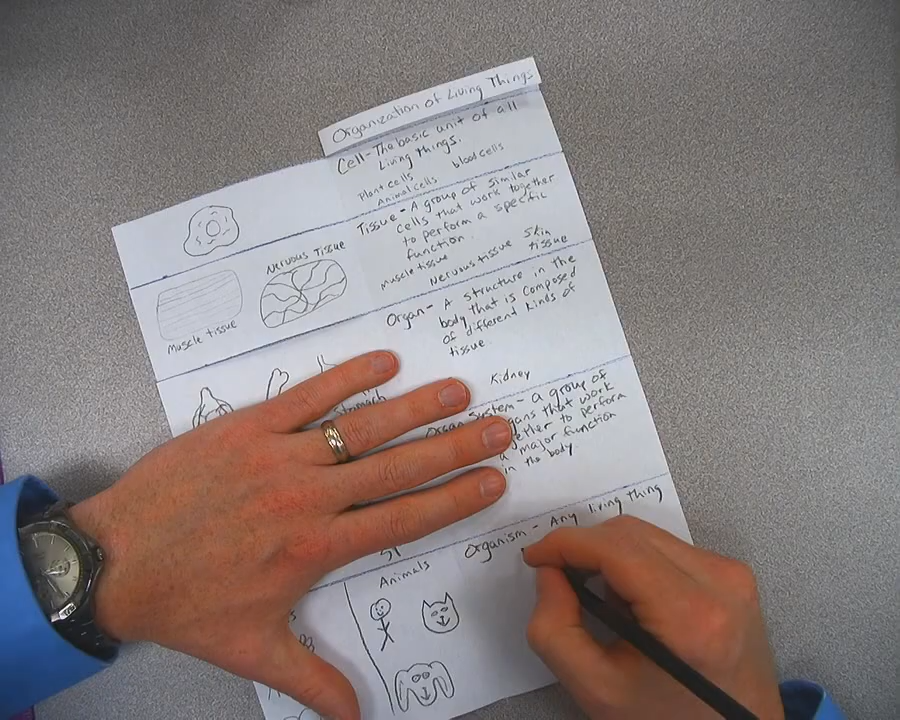 Organization of Living Things
Cell - The basic unit of all
Living things.
Plant cells
Animal cells
blood cells
Tissue - A group of similar
cells that work together
to perform a specific
function.
Muscle tissue
Nervous tissue
Skin
tissue
Nervous Tissue
Muscle tissue
Organ - A structure in the
body that is composed
of different kinds of
tissue.
Stomach
Kidney
Organ System - a group of
that work
to perform
a major function
in the body.
Organism - Any living thing
Animals